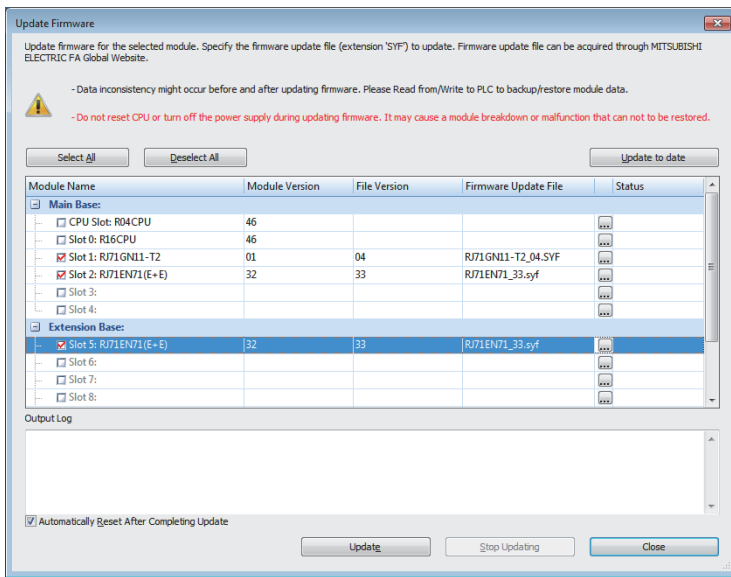 Update Firmware
Update firmware for the selected module. Specify the firmware update file (extension 'SYF') to update. Firmware update file can be acquired through MITSUBISHI
ELECTRIC FA Global Website.
- Data inconsistency might occur before and after updating firmware. Please Read from/Write to PLC to backup/restore module data.
- Do not reset CPU or turn off the power supply during updating firmware. It may cause a module breakdown or malfunction that can not to be restored.
Select All Deselect All Update to date
Module Name Module Version File Version Firmware Update File Status
Main Base:
CPU Slot: R04CPU 46 ...
Slot 0: R16CPU 46 ...
Slot 1: RJ71GN11-T2 01 04 RJ71GN11-T2_04.SYF ...
Slot 2: RJ71EN71(E+E) 32 33 RJ71EN71_33.syf ...
Slot 3: ...
Slot 4: ...
Extension Base:
Slot 5: RJ71EN71(E+E) 32 33 RJ71EN71_33.syf ...
Slot 6: ...
Slot 7: ...
Slot 8: ...
Output Log
Automatically Reset After Completing Update
Update Stop Updating Close